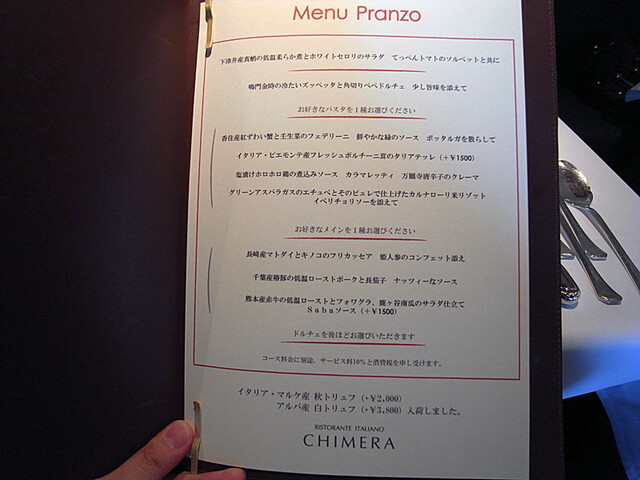 Menu Pranzo
下津井産真蛸の低温柔らか煮とホワイトセロリのサラダ てっぺんトマトのソルベットと共に
鳴門金時の冷たいズッペッタと角切りペペドルチェ 少し旨味を添えて
お好きなパスタを1種お選びください
香住産紅ずわい蟹と壬生菜のフェデリーニ 鮮やかな緑のソース ボッタルガを散らして
イタリア・ピエモンテ産フレッシュポルチーニ茸のタリアテッレ（+¥1500）
塩漬けホロホロ鶏の煮込みソース カラマレッティ 万願寺唐辛子のクレーマ
グリーンアスパラガスのエチュベとそのピュレで仕上げたカルナローリ米リゾット
イベリチョリソーを添えて
お好きなメインを1種お選びください
長崎産マトダイとキノコのフリカッセア 姫人参のコンフェット添え
千葉産椿豚の低温ローストポークと長茄子 ナッツィーなソース
熊本産赤牛の低温ローストとフォワグラ、鹿ヶ谷南瓜のサラダ仕立て
Ｓａｂａソース（+¥1500）
ドルチェを後ほどお選びいただきます
コース料金に別途、サービス料10%と消費税を申し受けます。
イタリア・マルケ産 秋トリュフ（+¥2,000）
アルバ産 白トリュフ（+¥3,800）入荷しました。
RISTORANTE ITALIANO
CHIMERA